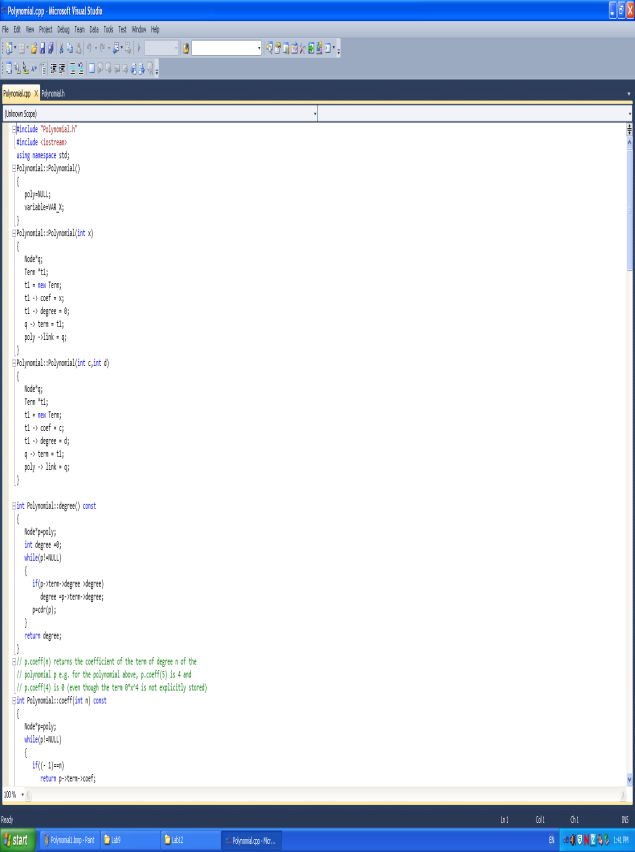 Polynomial.cpp - Microsoft Visual Studio
File Edit View Project Debug Team Data Tools Test Window Help
Polynomial.cpp X Polynomial.h
(Unknown Scope)
#include "Polynomial.h"
#include <iostream>
using namespace std;
Polynomial::Polynomial()
{
poly=NULL;
variable=VAR_X;
}
Polynomial::Polynomial(int x)
{
Node*q;
Term *t1;
t1 = new Term;
t1 -> coef = x;
t1 -> degree = 0;
q -> term = t1;
poly ->link = q;
}
Polynomial::Polynomial(int c,int d)
{
Node*q;
Term *t1;
t1 = new Term;
t1 -> coef = c;
t1 -> degree = d;
q -> term = t1;
poly -> link = q;
}
int Polynomial::degree() const
{
Node*p=poly;
int degree =0;
while(p!=NULL)
{
if(p->term->degree >degree)
degree =p->term->degree;
p=cdr(p);
}
return degree;
}
// p.coeff(n) returns the coefficient of the term of degree n of the
// polynomial p e.g. for the polynomial above, p.coeff(5) is 4 and
// p.coeff(4) is 0 (even though the term 0*x^4 is not explicitly stored)
int Polynomial::coeff(int n) const
{
Node*p=poly;
while(p!=NULL)
{
if((- 1)==n)
return p->term->coef;
100 %
Ready Ln 1 Col 1 Ch 1 INS
start Polynomial1.bmp - Paint Lab9 Lab12 Polynomial.cpp - Micr... EN 1:41 PM